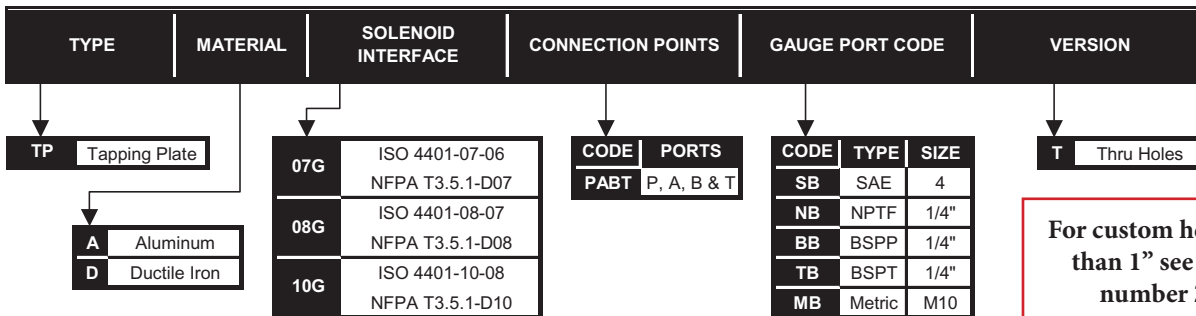 TYPE MATERIAL SOLENOID INTERFACE CONNECTION POINTS GAUGE PORT CODE VERSION
TP Tapping Plate
A Aluminum
D Ductile Iron
07G ISO 4401-07-06
NFPA T3.5.1-D07
08G ISO 4401-08-07
NFPA T3.5.1-D08
10G ISO 4401-10-08
NFPA T3.5.1-D10
CODE PORTS
PABT P, A, B & T
CODE TYPE SIZE
SB SAE 4
NB NPTF 1/4"
BB BSPP 1/4"
TB BSPT 1/4"
MB Metric M10
T Thru Holes
For custom
than 1” see
number